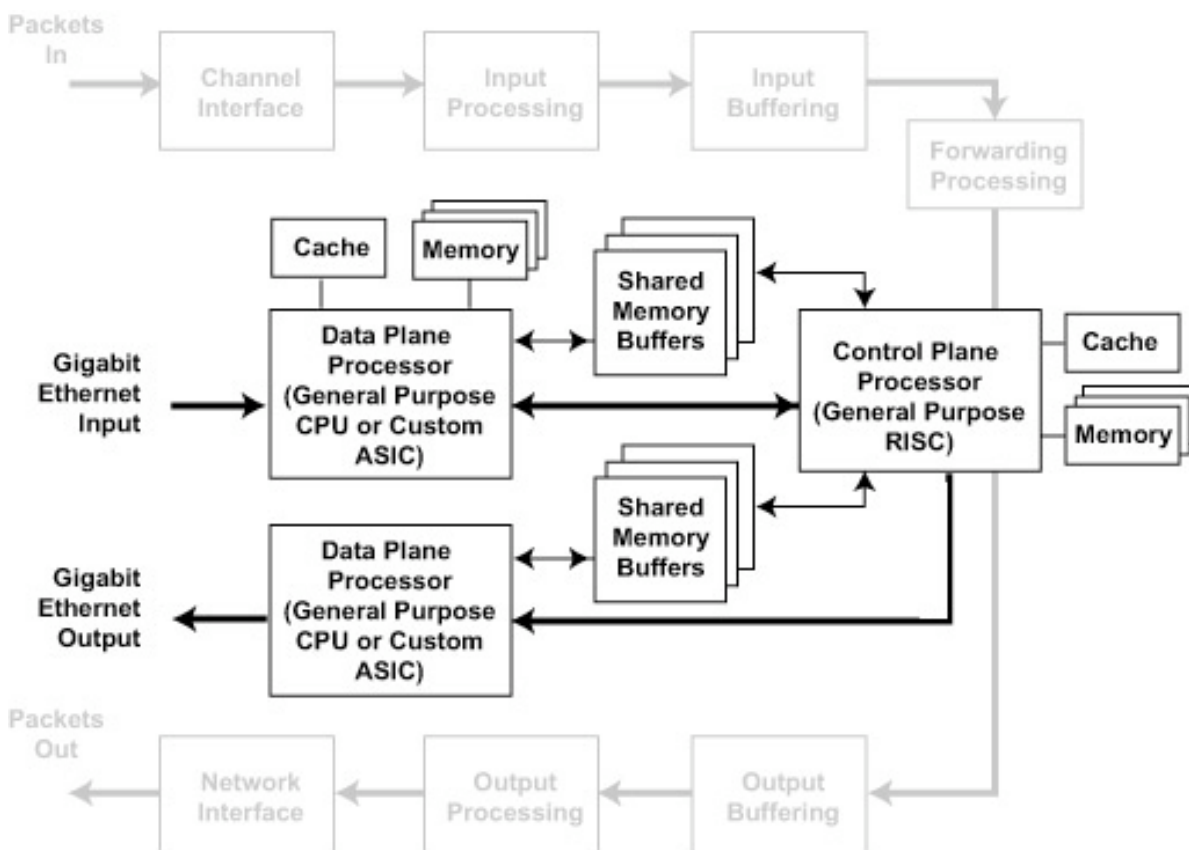 Packets
In
Channel
Interface
Input
Processing
Input
Buffering
Forwarding
Processing
Cache
Memory
Shared
Memory
Buffers
Gigabit
Ethernet
Input
Data Plane
Processor
(General Purpose
CPU or Custom
ASIC)
Control Plane
Processor
(General Purpose
RISC)
Cache
Memory
Shared
Memory
Buffers
Gigabit
Ethernet
Output
Data Plane
Processor
(General Purpose
CPU or Custom
ASIC)
Packets
Out
Network
Interface
Output
Processing
Output
Buffering